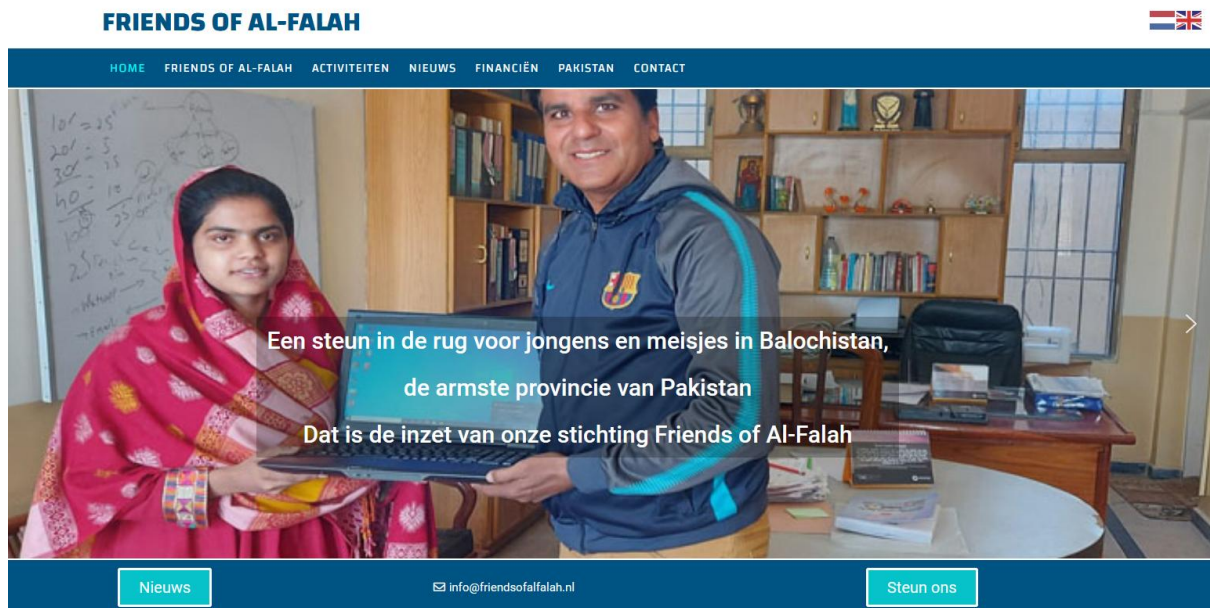 FRIENDS OF AL-FALAH
HOME FRIENDS OF AL-FALAH ACTIVITEITEN NIEUWS FINANCIËN PAKISTAN CONTACT
Een steun in de rug voor jongens en meisjes in Balochistan,
de armste provincie van Pakistan
Dat is de inzet van onze stichting Friends of Al-Falah
Nieuws
info@friendsofalfalah.nl
Steun ons